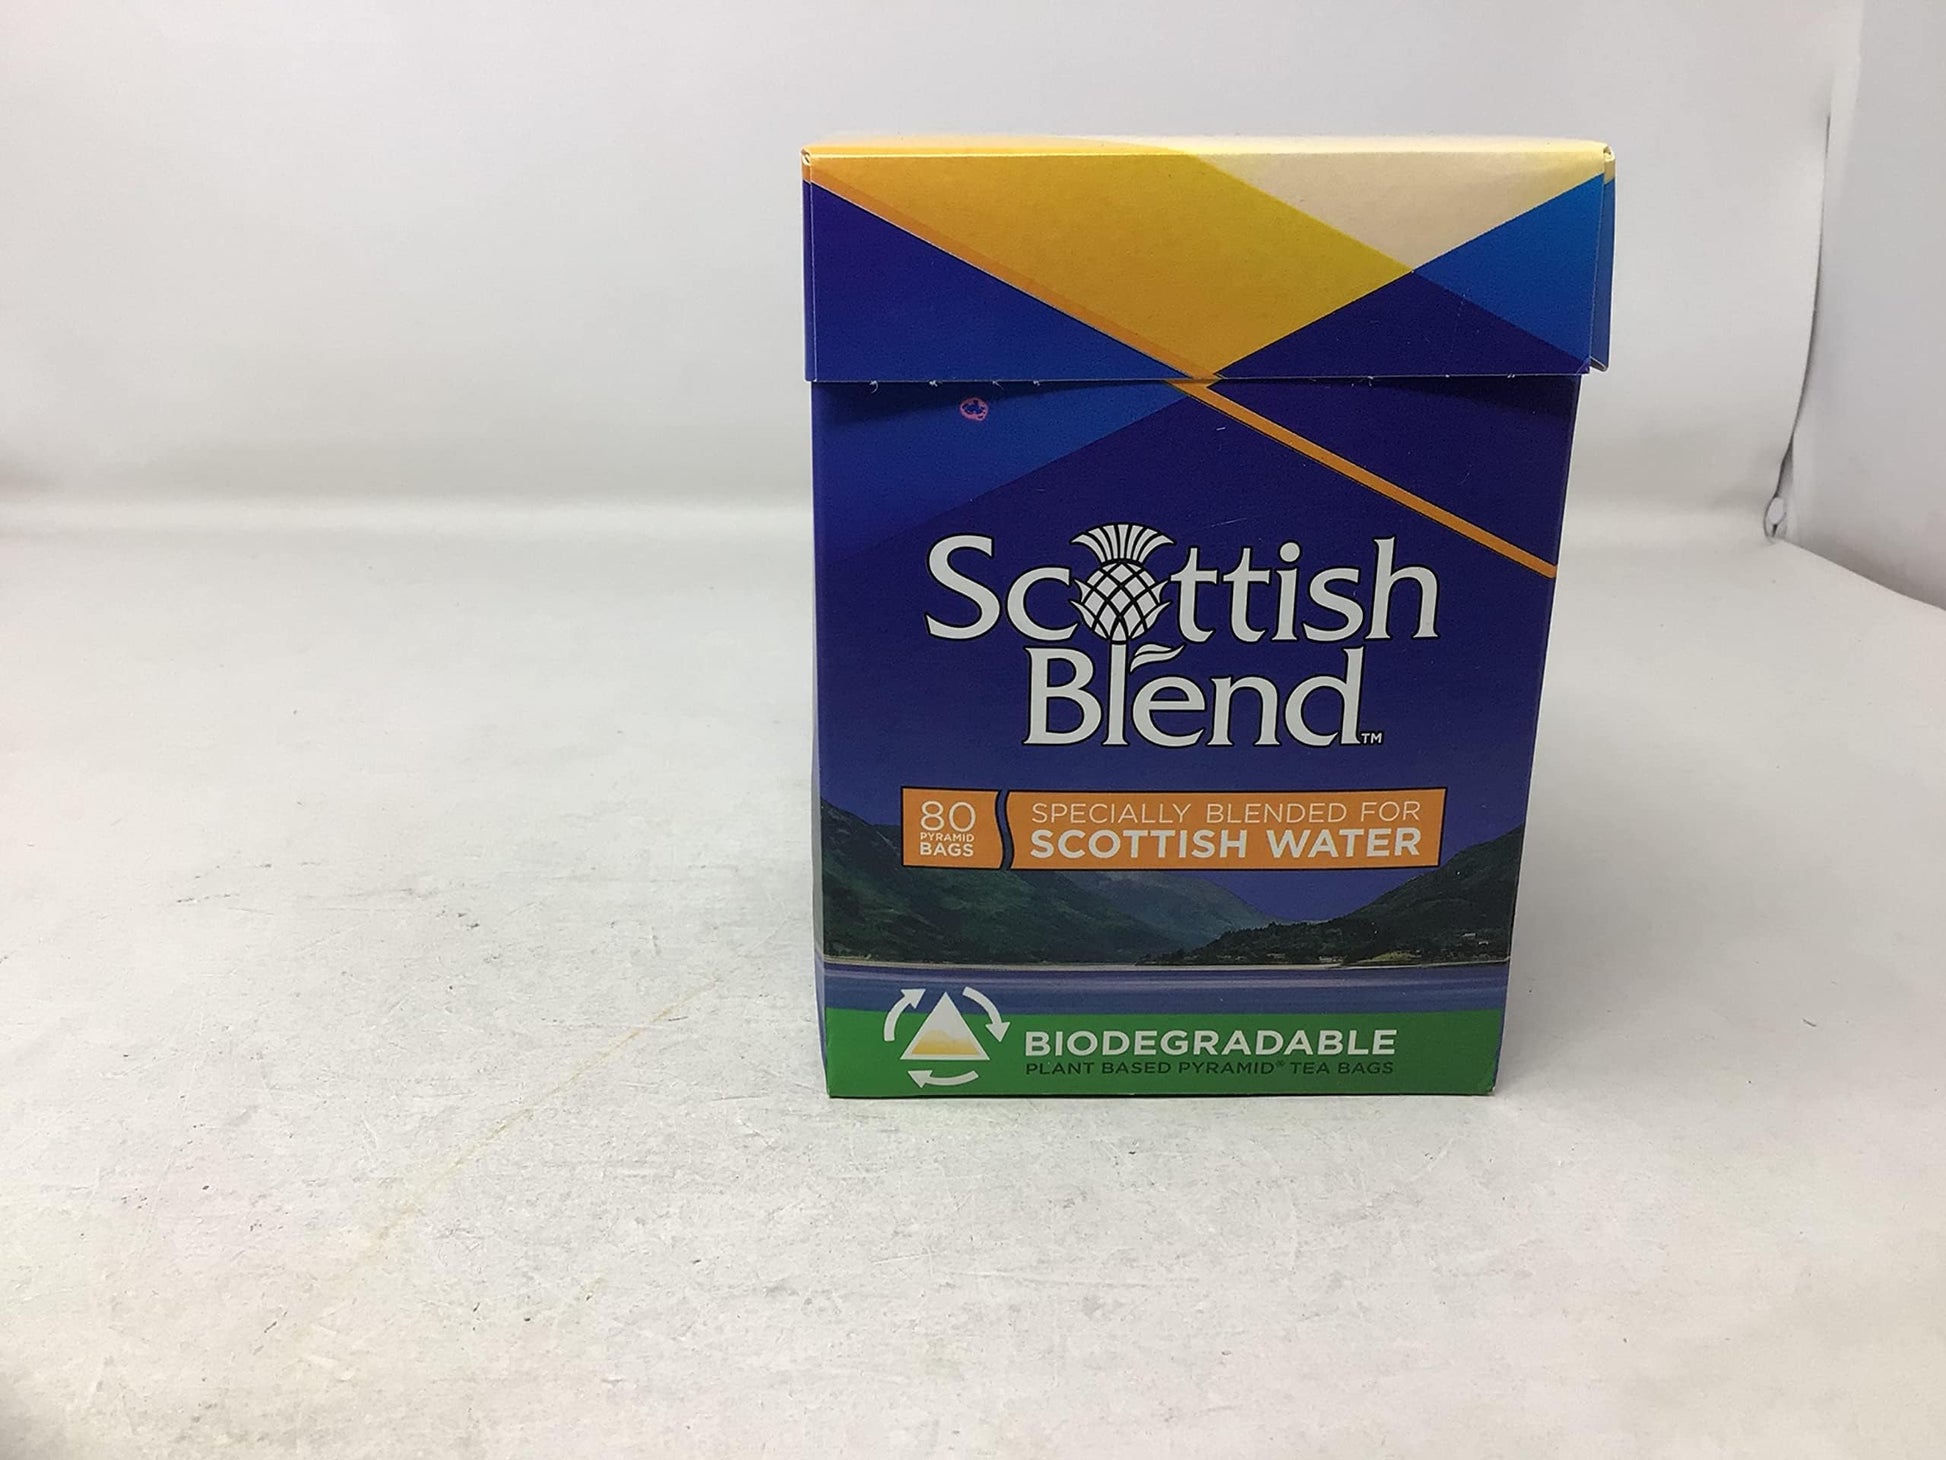 Scottish
Blend™
80
PYRAMID
BAGS
SPECIALLY BLENDED FOR
SCOTTISH WATER
BIODEGRADABLE
PLANT BASED PYRAMID® TEA BAGS